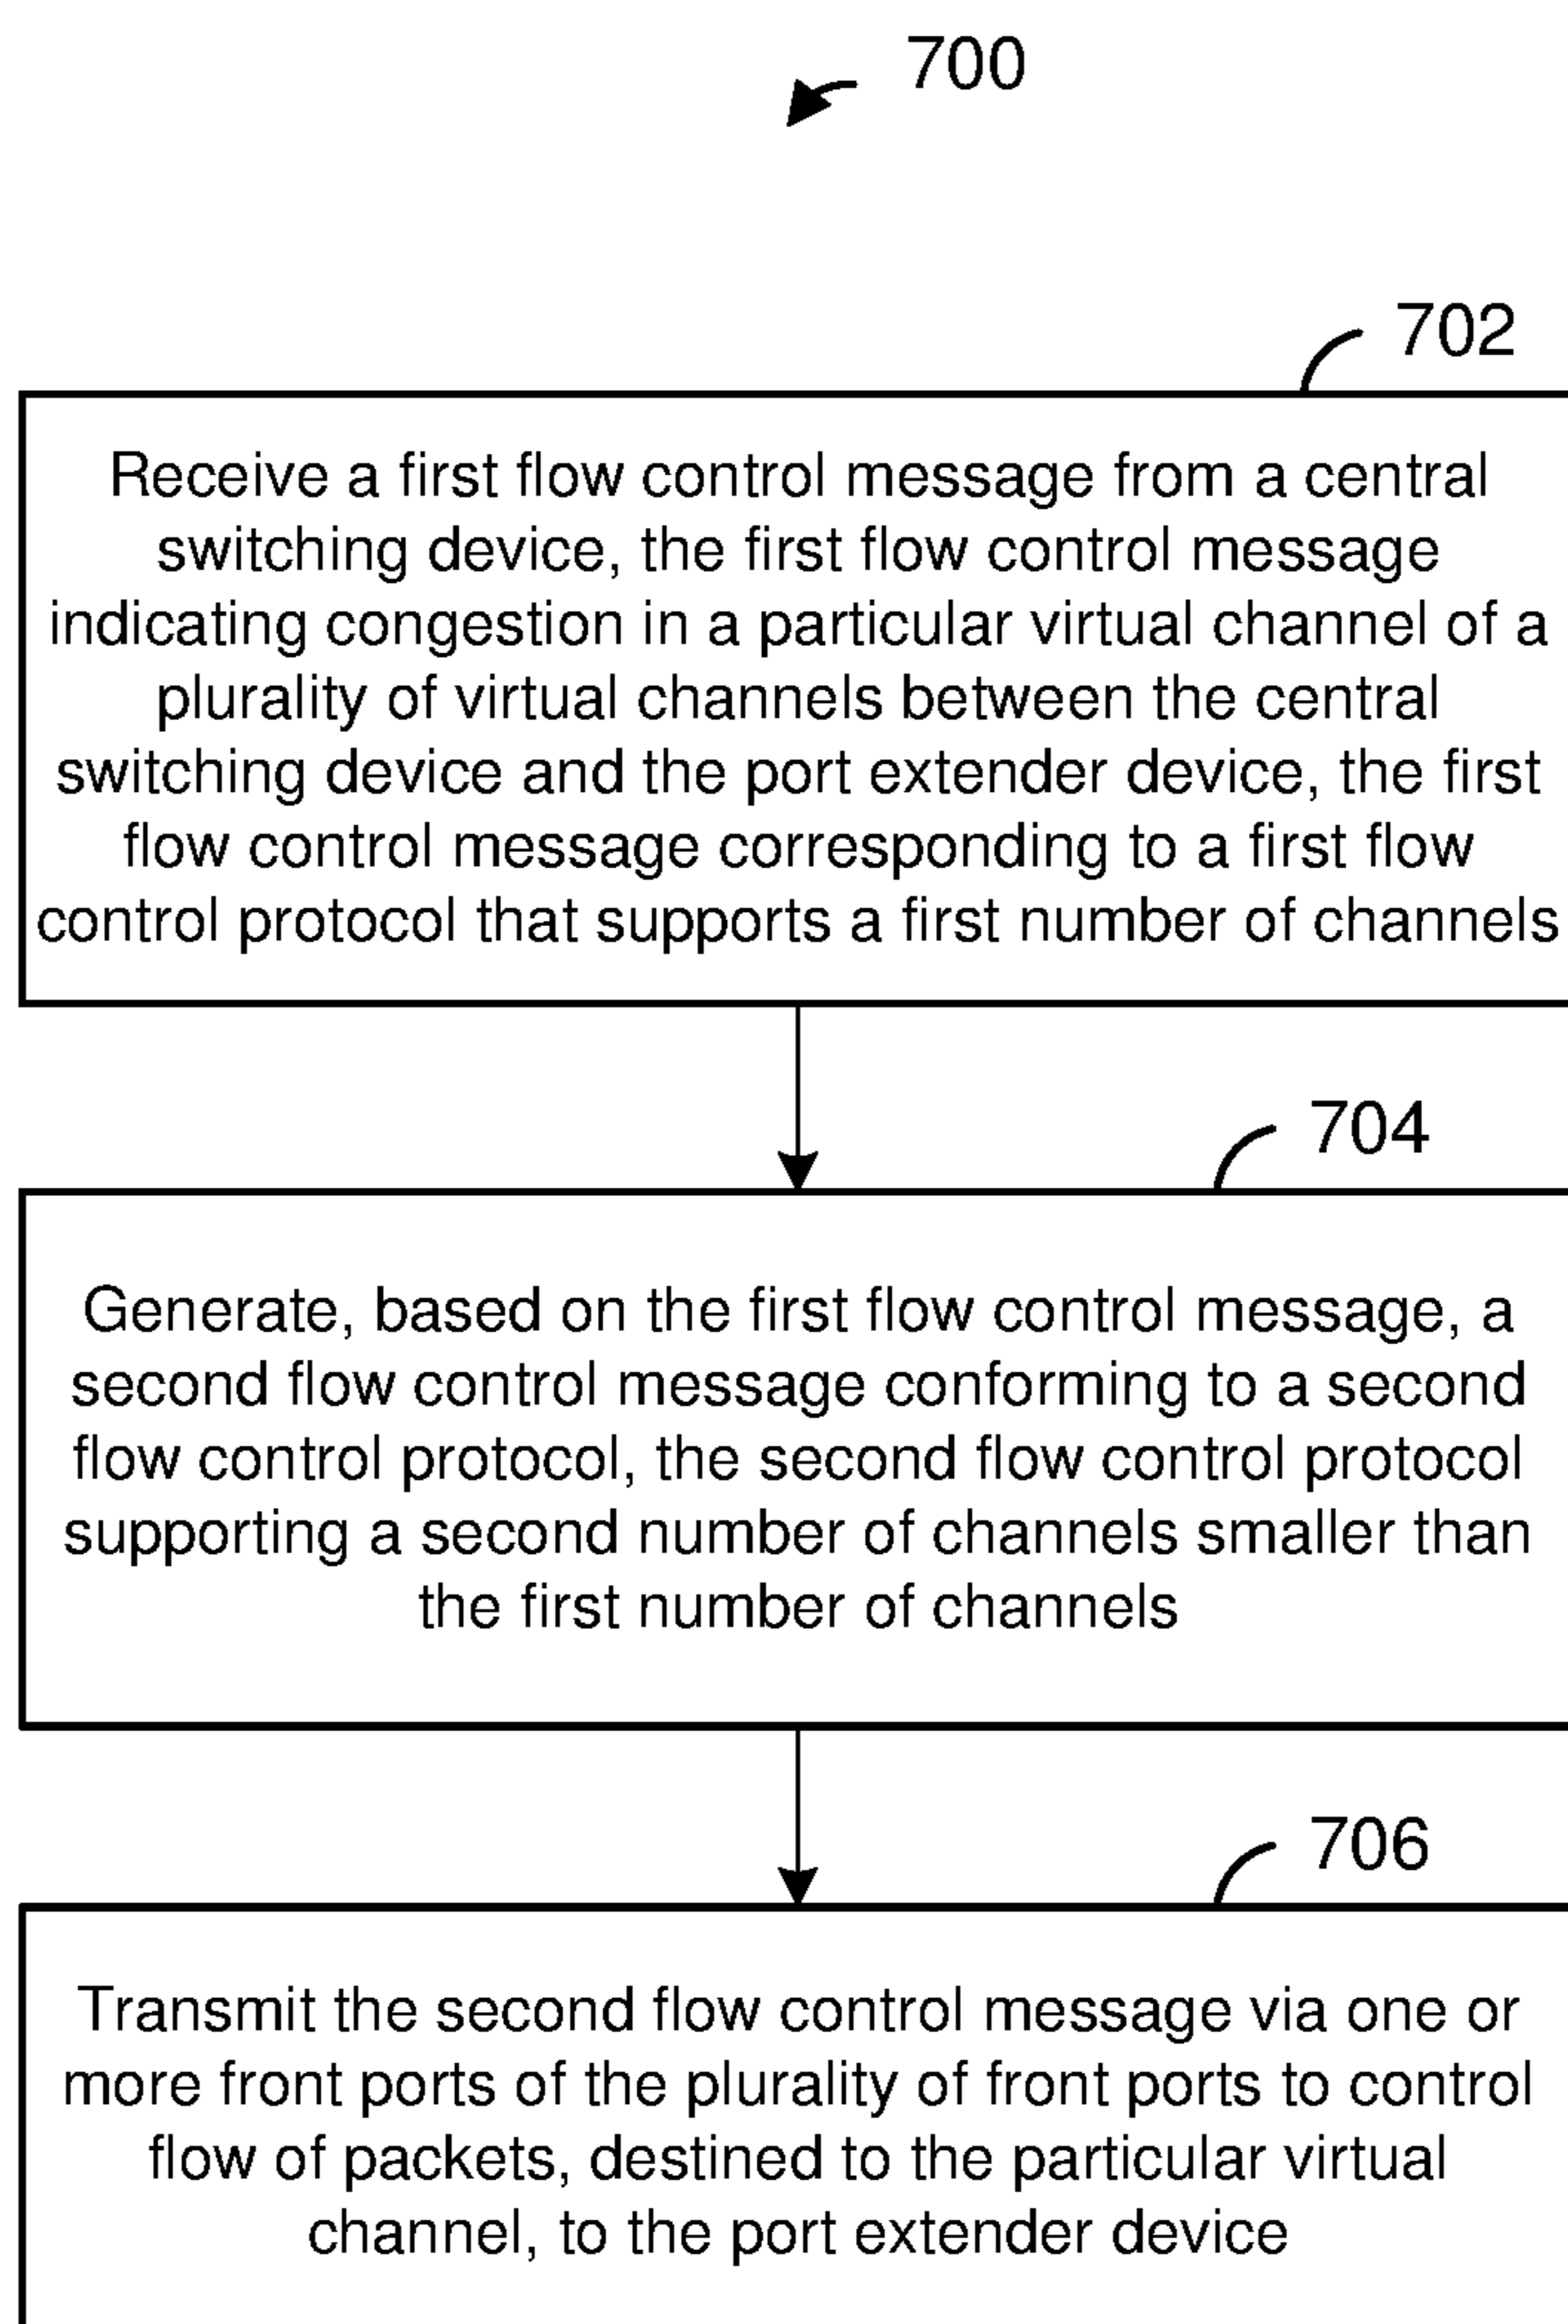 700
702
Receive a first flow control message from a central
switching device, the first flow control message
indicating congestion in a particular virtual channel of a
plurality of virtual channels between the central
switching device and the port extender device, the first
flow control message corresponding to a first flow
control protocol that supports a first number of channels
704
Generate, based on the first flow control message, a
second flow control message conforming to a second
flow control protocol, the second flow control protocol
supporting a second number of channels smaller than
the first number of channels
706
Transmit the second flow control message via one or
more front ports of the plurality of front ports to control
flow of packets, destined to the particular virtual
channel, to the port extender device